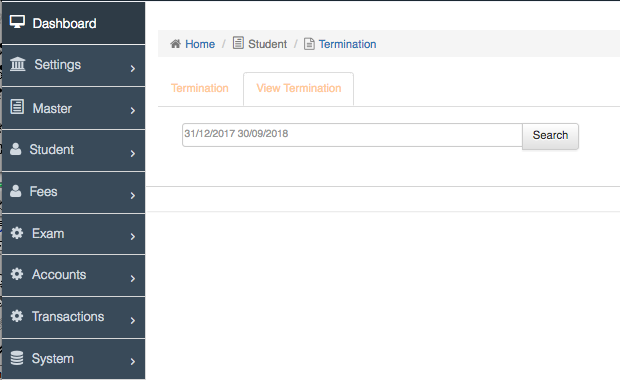 Dashboard
Settings
Master
Student
Fees
Exam
Accounts
Transactions
System
Home / Student / Termination
Termination View Termination
31/12/2017 30/09/2018 Search